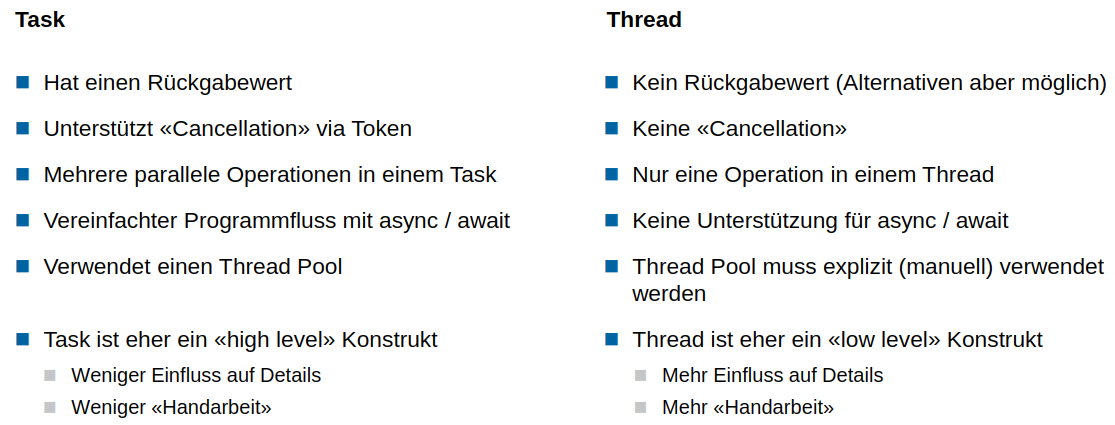 Task
Hat einen Rückgabewert
Unterstützt «Cancellation» via Token
Mehrere parallele Operationen in einem Task
Vereinfachter Programmfluss mit async / await
Verwendet einen Thread Pool
Task ist eher ein «high level» Konstrukt
Weniger Einfluss auf Details
Weniger «Handarbeit»
Thread
Kein Rückgabewert (Alternativen aber möglich)
Keine «Cancellation»
Nur eine Operation in einem Thread
Keine Unterstützung für async / await
Thread Pool muss explizit (manuell) verwendet
werden
Thread ist eher ein «low level» Konstrukt
Mehr Einfluss auf Details
Mehr «Handarbeit»